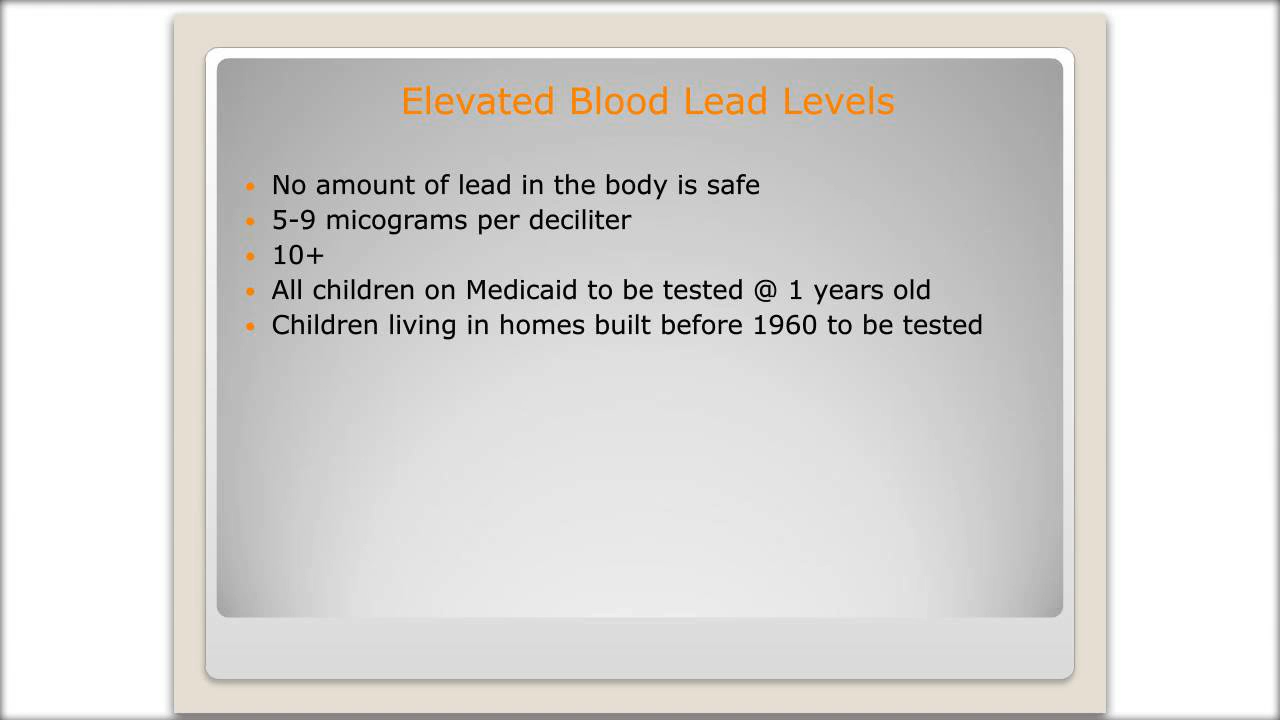 Elevated Blood Lead Levels
• No amount of lead in the body is safe
• 5-9 micograms per deciliter
• 10+
• All children on Medicaid to be tested @ 1 years old
• Children living in homes built before 1960 to be tested